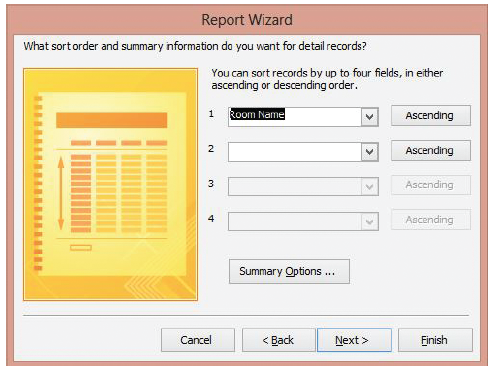 Report Wizard
What sort order and summary information do you want for detail records?
You can sort records by up to four fields, in either
ascending or descending order.
1 Room Name Ascending
2 Ascending
3 Ascending
4 Ascending
Summary Options ...
Cancel < Back Next > Finish